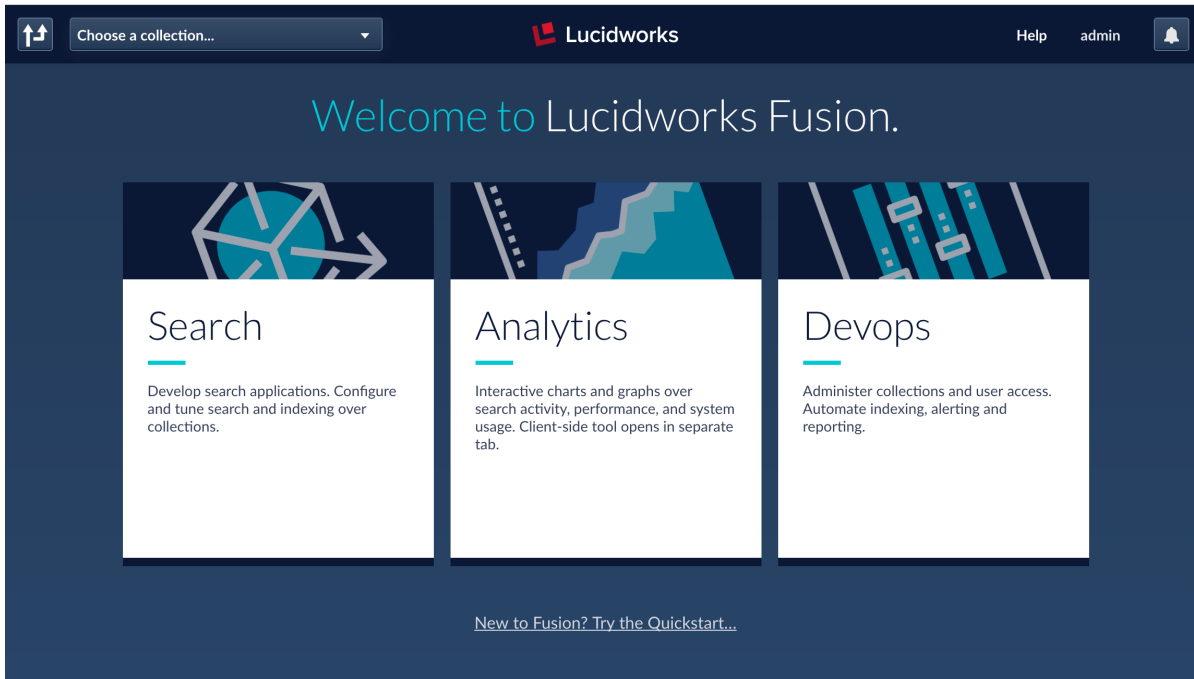 Choose a collection...
Lucidworks
Help
admin
Welcome to Lucidworks Fusion.
Search
Develop search applications. Configure
and tune search and indexing over
collections.
Analytics
Interactive charts and graphs over
search activity, performance, and system
usage. Client-side tool opens in separate
tab.
Devops
Administer collections and user access.
Automate indexing, alerting and
reporting.
New to Fusion? Try the Quickstart...